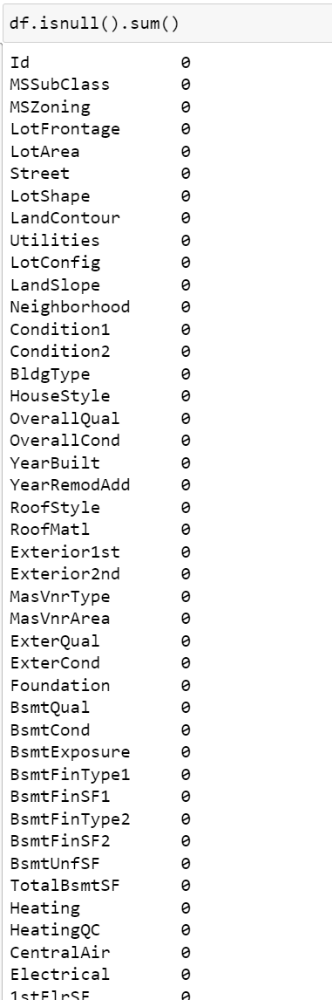 df.isnull().sum()
Id 0
MSSubClass 0
MSZoning 0
LotFrontage 0
LotArea 0
Street 0
LotShape 0
LandContour 0
Utilities 0
LotConfig 0
LandSlope 0
Neighborhood 0
Condition1 0
Condition2 0
BldgType 0
HouseStyle 0
OverallQual 0
OverallCond 0
YearBuilt 0
YearRemodAdd 0
RoofStyle 0
RoofMatl 0
Exterior1st 0
Exterior2nd 0
MasVnrType 0
MasVnrArea 0
ExterQual 0
ExterCond 0
Foundation 0
BsmtQual 0
BsmtCond 0
BsmtExposure 0
BsmtFinType1 0
BsmtFinSF1 0
BsmtFinType2 0
BsmtFinSF2 0
BsmtUnfSF 0
TotalBsmtSF 0
Heating 0
HeatingQC 0
CentralAir 0
Electrical 0
1stFlrSF 0